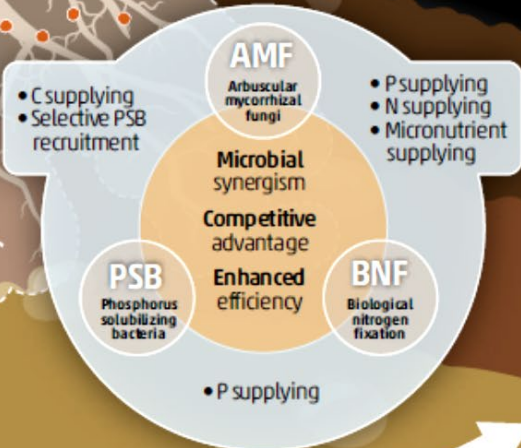 AMF
Arbuscular
mycorrhizal
fungi
• C supplying
• Selective PSB
recruitment
• P supplying
• N supplying
• Micronutrient
supplying
Microbial
synergism
Competitive
advantage
Enhanced
efficiency
PSB
Phosphorus
solubilizing
bacteria
BNF
Biological
nitrogen
fixation
• P supplying